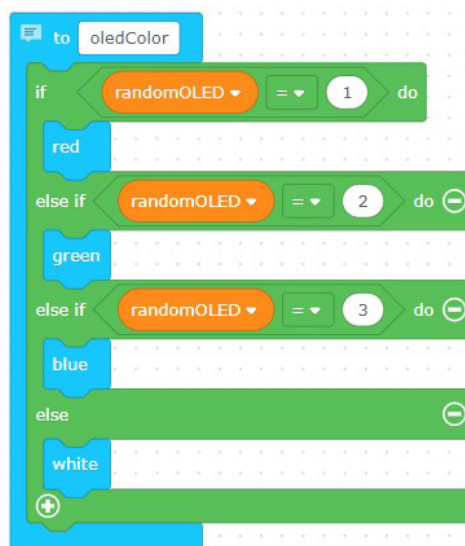 to oledColor
if randomOLED = 1 do
red
else if randomOLED = 2 do
green
else if randomOLED = 3 do
blue
else
white